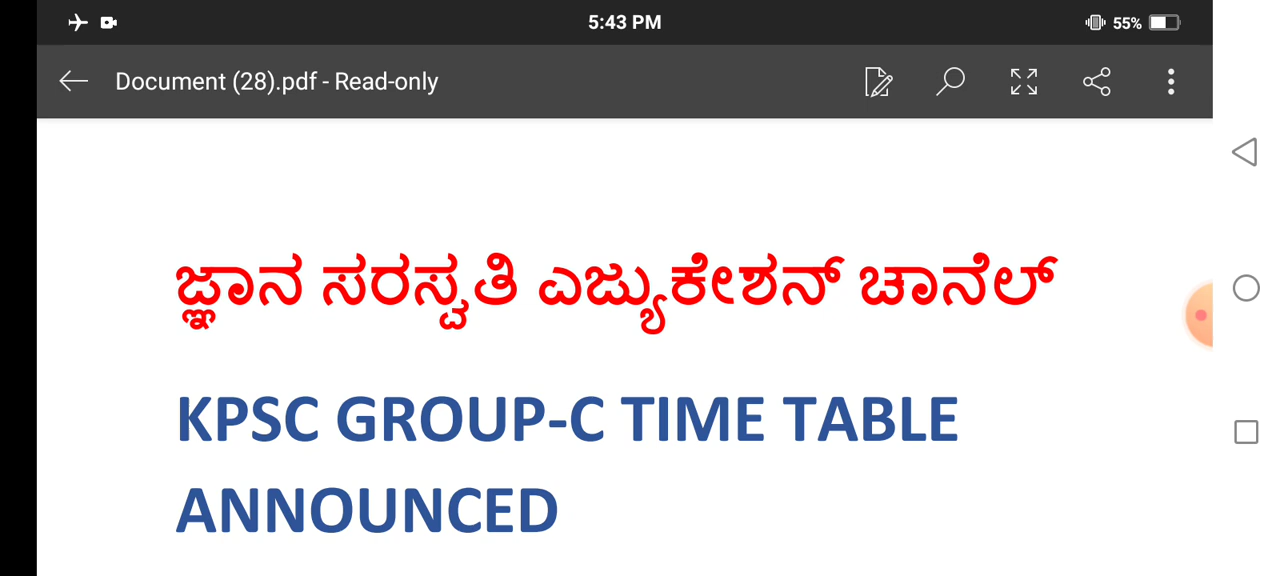 5:43 PM
55%
Document (28).pdf - Read-only
ಜ್ಞಾನ ಸರಸ್ವತಿ ಎಜ್ಯುಕೇಶನ್ ಚಾನೆಲ್
KPSC GROUP-C TIME TABLE
ANNOUNCED